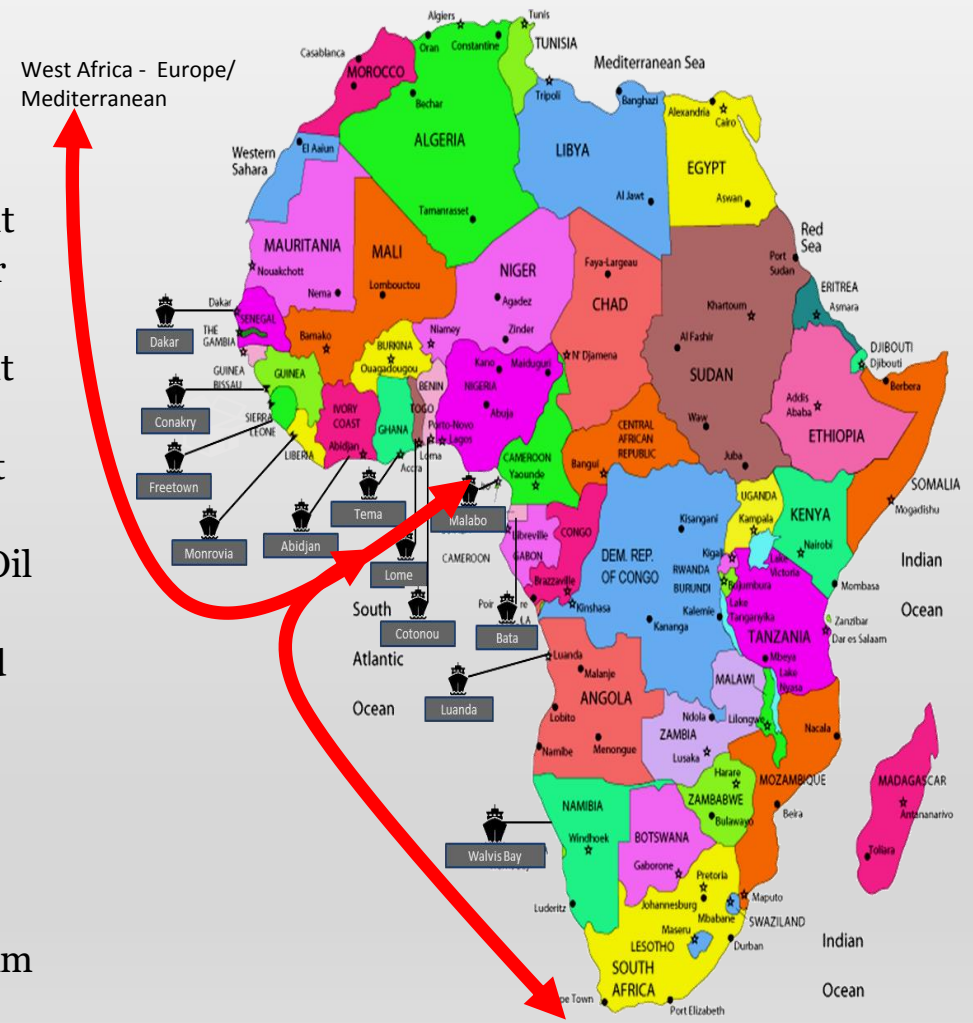 Algiers
Tunis
Oran
Constantine
TUNISIA
Casablanca
MOROCCO
Mediterranean Sea
West Africa - Europe/
Mediterranean
Tripoli
Banghazi
Bechar
Alexandria
Cairo
ALGERIA
LIBYA
EGYPT
El Aaiun
Western
Sahara
Al Jawt
Aswan
Tamanrasset
MAURITANIA
MALI
NIGER
CHAD
Red
Sea
Port
Sudan
Nouakchott
Nema
Lombouctou
Agadez
Faya-Largeau
ERITREA
Asmara
Khartoum
Dakar
SENEGAL
THE
GAMBIA
Dakar
Bamako
Niamey
Zinder
BURKINA
Ouagadougou
N' Djamena
Al Fashir
SUDAN
DJIBOUTI
Djibouti
Berbera
GUINEA
BISSAU
GUINEA
BENIN
Kano
Maiduguri
NIGERIA
Abuja
Addis
Ababa
ETHIOPIA
Conakry
SIERRA
LEONE
IVORY
COAST
GHANA
TOGO
Porto-Novo
Lagos
Loma
CENTRAL
AFRICAN
REPUBLIC
Waw
Juba
Freetown
LIBERIA
Abidjan
Accra
CAMEROON
Yaounde
Bangui
SOMALIA
Mogadishu
Tema
Malabo
Monrovia
Abidjan
UGANDA
Kampala
KENYA
Nairobi
Kisangani
Libreville
GABON
CONGO
CAMEROON
DEM. REP.
OF CONGO
Kigali
RWANDA
BURUNDI
Bujumbura
Lake
Victoria
Indian
Ocean
Oil
Lome
Brazzaville
Kinshasa
Kalemie
Lake
Tanganyika
Mombasa
Zanzibar
Dar es Salaam
South
Atlantic
Ocean
Cotonou
Bata
Kananga
TANZANIA
Mbeya
Luanda
Malanje
Luanda
ANGOLA
MALAWI
Lake
Nyasa
Lobito
Ndola
Lilongwe
Nacala
Namibe
Menongue
ZAMBIA
Lusaka
Harare
MOZAMBIQUE
MADAGASCAR
Antananarivo
NAMIBIA
ZIMBABWE
Bulawayo
Beira
Walvis Bay
Windhoek
BOTSWANA
Gaborone
Toliara
Pretoria
Johannesburg
Maputo
Mbabane
SWAZILAND
Luderitz
Maseru
LESOTHO
Durban
Indian
Ocean
SOUTH
AFRICA
pe Town
Port Elizabeth